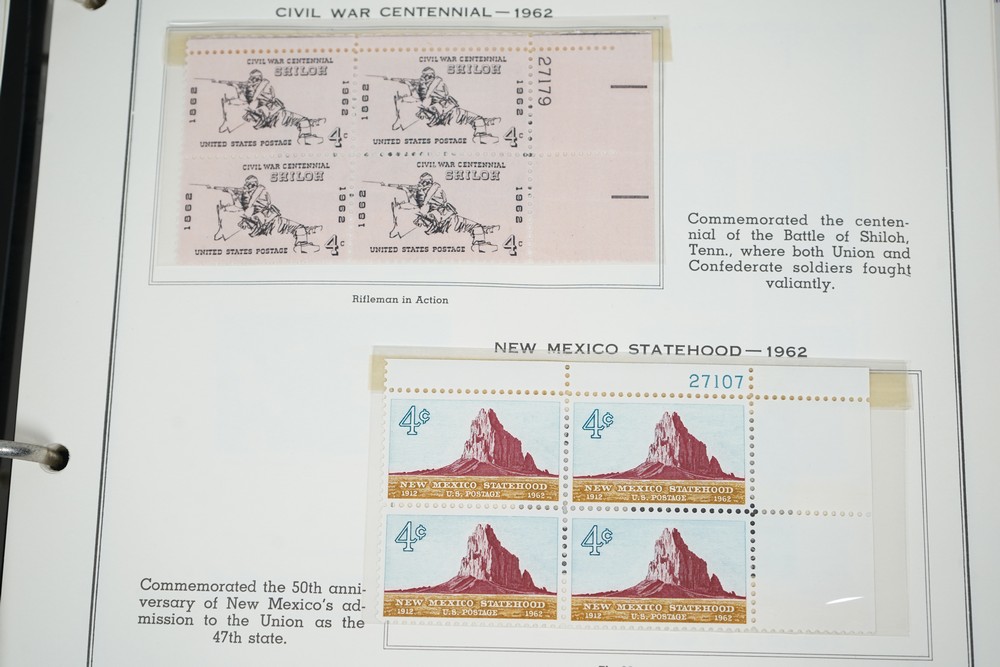 CIVIL WAR CENTENNIAL—1962
CIVIL WAR CENTENNIAL
SHILOH
1862
1962
4c
UNITED STATES POSTAGE
CIVIL WAR CENTENNIAL
SHILOH
1862
1962
4c
UNITED STATES POSTAGE
27179
CIVIL WAR CENTENNIAL
SHILOH
1862
1962
4c
UNITED STATES POSTAGE
CIVIL WAR CENTENNIAL
SHILOH
1862
1962
4c
UNITED STATES POSTAGE
Commemorated the centen-
nial of the Battle of Shiloh,
Tenn., where both Union and
Confederate soldiers fought
valiantly.
Rifleman in Action
NEW MEXICO STATEHOOD—1962
27107
4¢
NEW MEXICO STATEHOOD
1912 U.S. POSTAGE 1962
4¢
NEW MEXICO STATEHOOD
1912 U.S. POSTAGE 1962
4¢
NEW MEXICO STATEHOOD
1912 U.S. POSTAGE 1962
4¢
NEW MEXICO STATEHOOD
1912 U.S. POSTAGE 1962
Commemorated the 50th anni-
versary of New Mexico's ad-
mission to the Union as the
47th state.